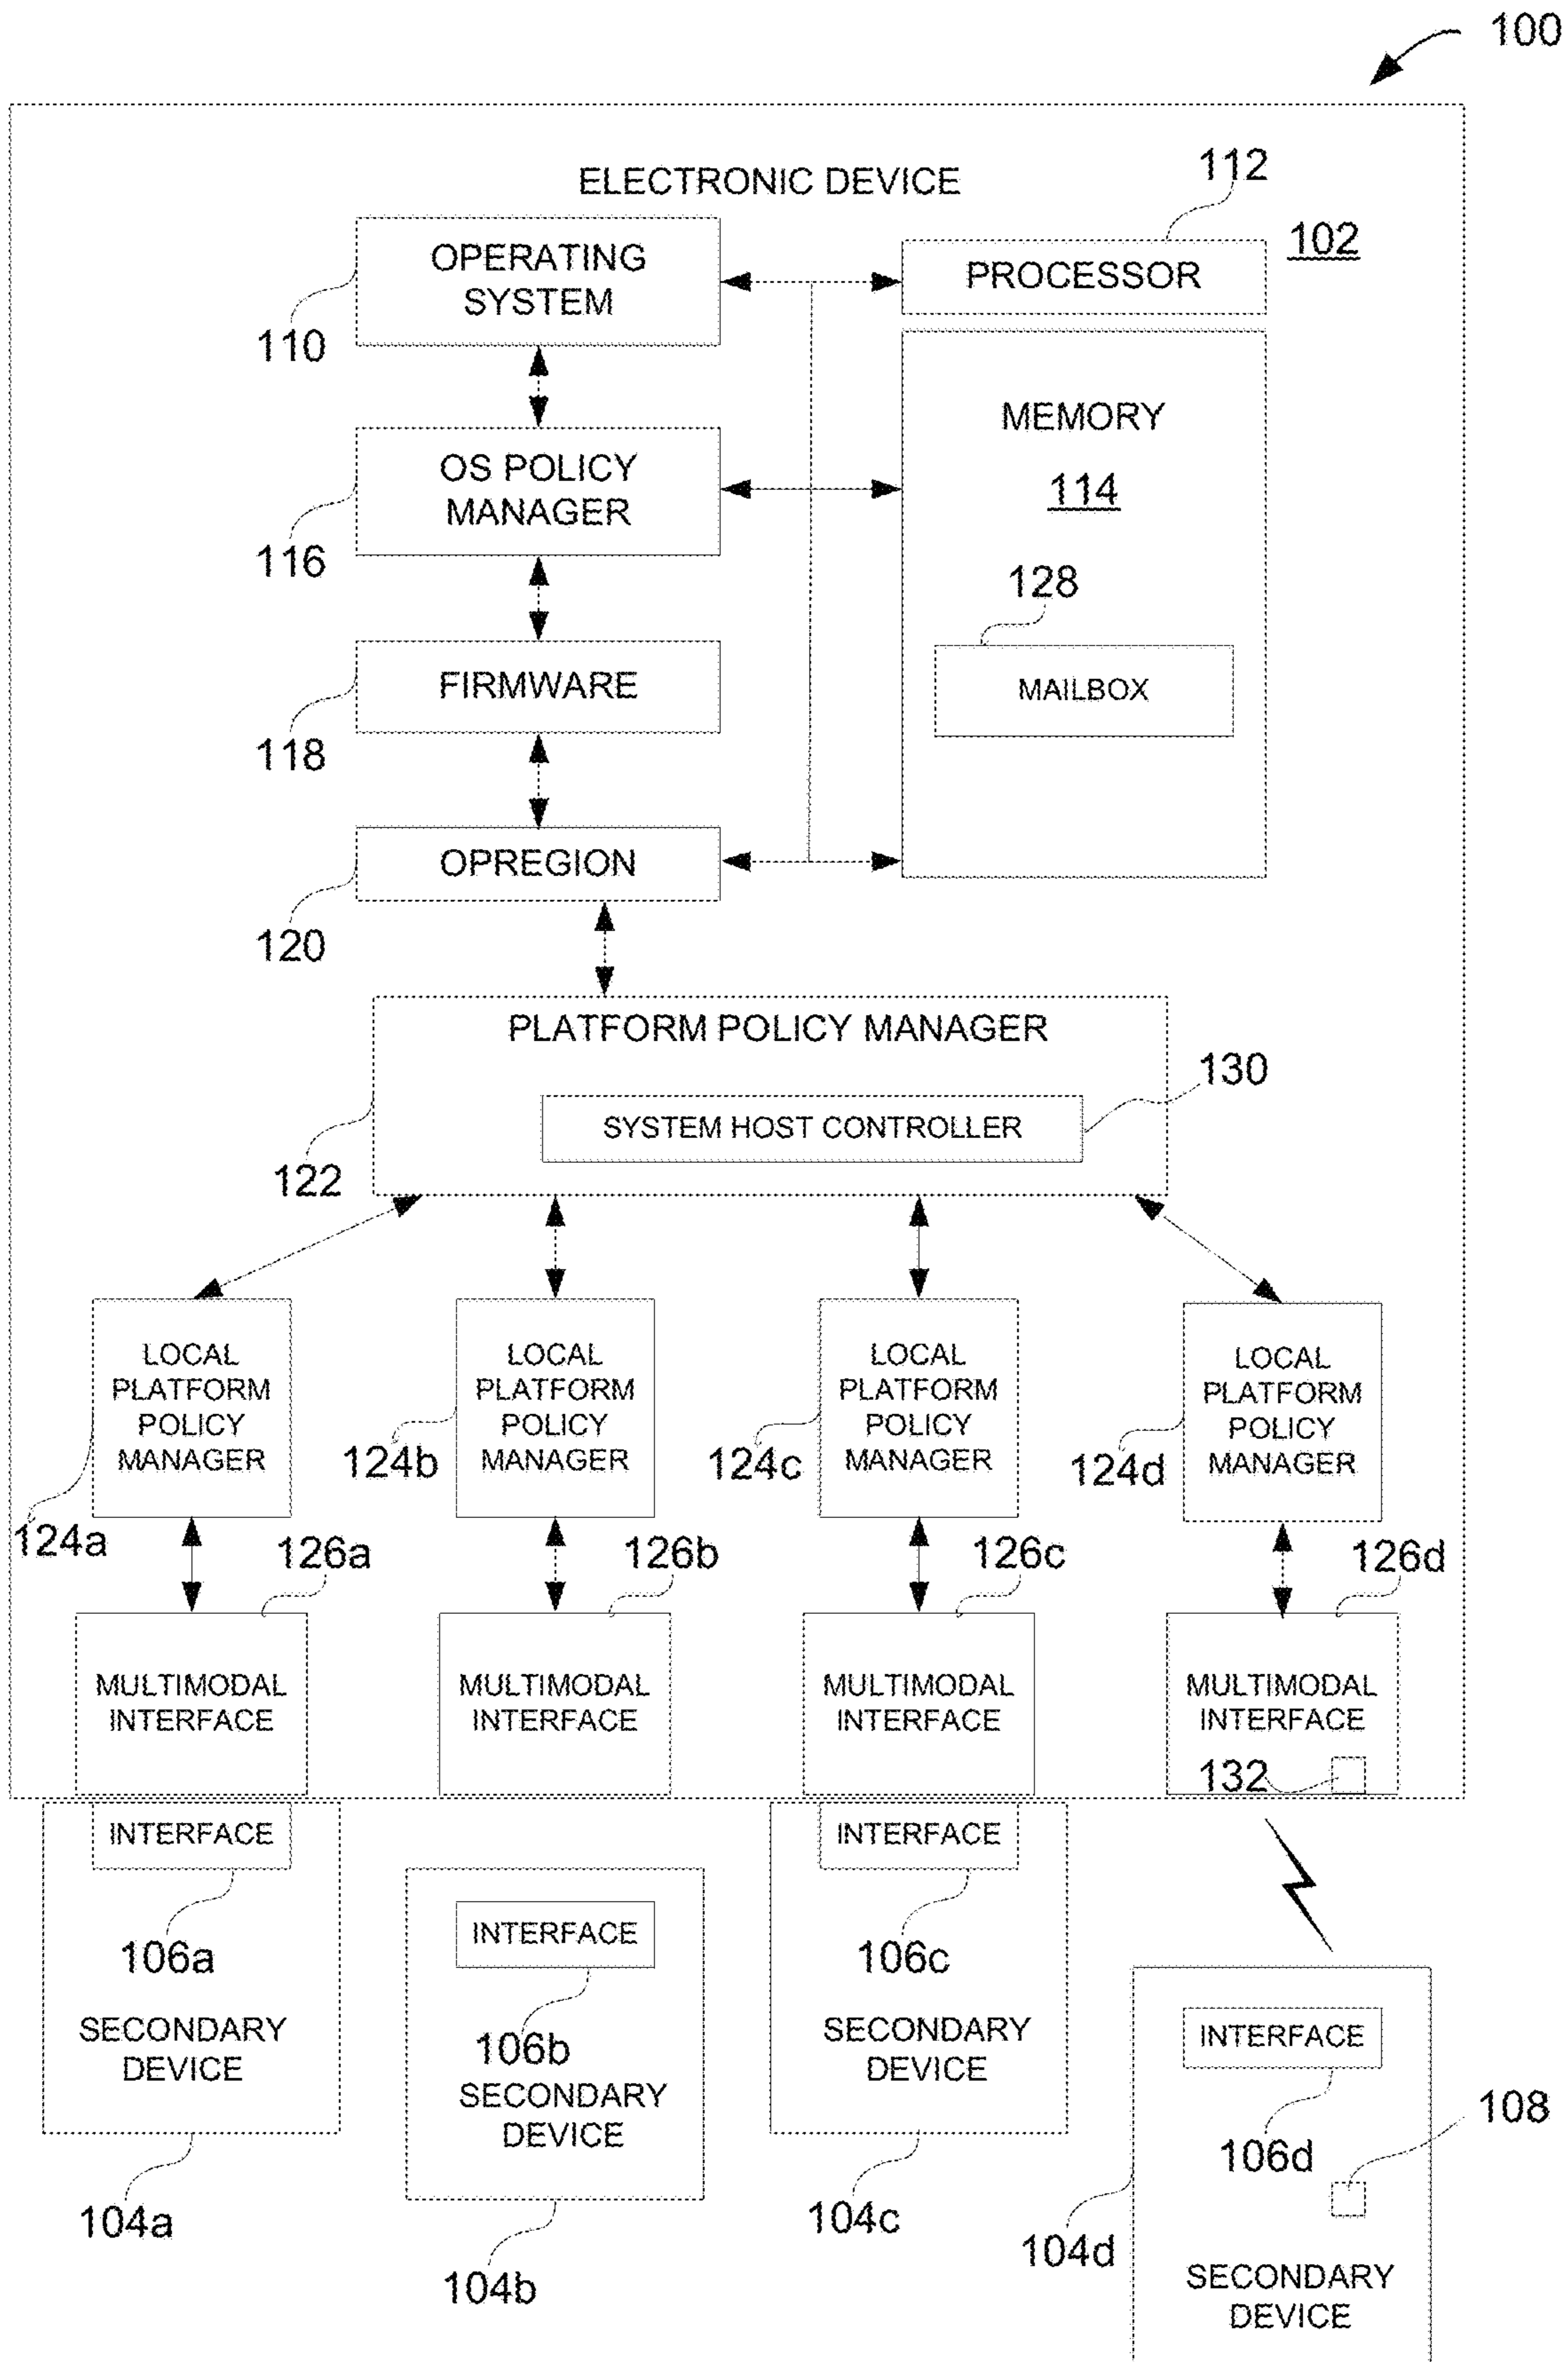 100
ELECTRONIC DEVICE
112
102
OPERATING
SYSTEM
PROCESSOR
110
MEMORY
114
OS POLICY
MANAGER
116
128
MAILBOX
FIRMWARE
118
OPREGION
120
PLATFORM POLICY MANAGER
130
SYSTEM HOST CONTROLLER
122
LOCAL
PLATFORM
POLICY
MANAGER
LOCAL
PLATFORM
POLICY
MANAGER
LOCAL
PLATFORM
POLICY
MANAGER
LOCAL
PLATFORM
POLICY
MANAGER
124a
124b
124c
124d
126a
126b
126c
126d
MULTIMODAL
INTERFACE
MULTIMODAL
INTERFACE
MULTIMODAL
INTERFACE
MULTIMODAL
INTERFACE
132
INTERFACE
106a
SECONDARY
DEVICE
104a
INTERFACE
106b
SECONDARY
DEVICE
104b
INTERFACE
106c
SECONDARY
DEVICE
104c
INTERFACE
106d
108
104d
SECONDARY
DEVICE